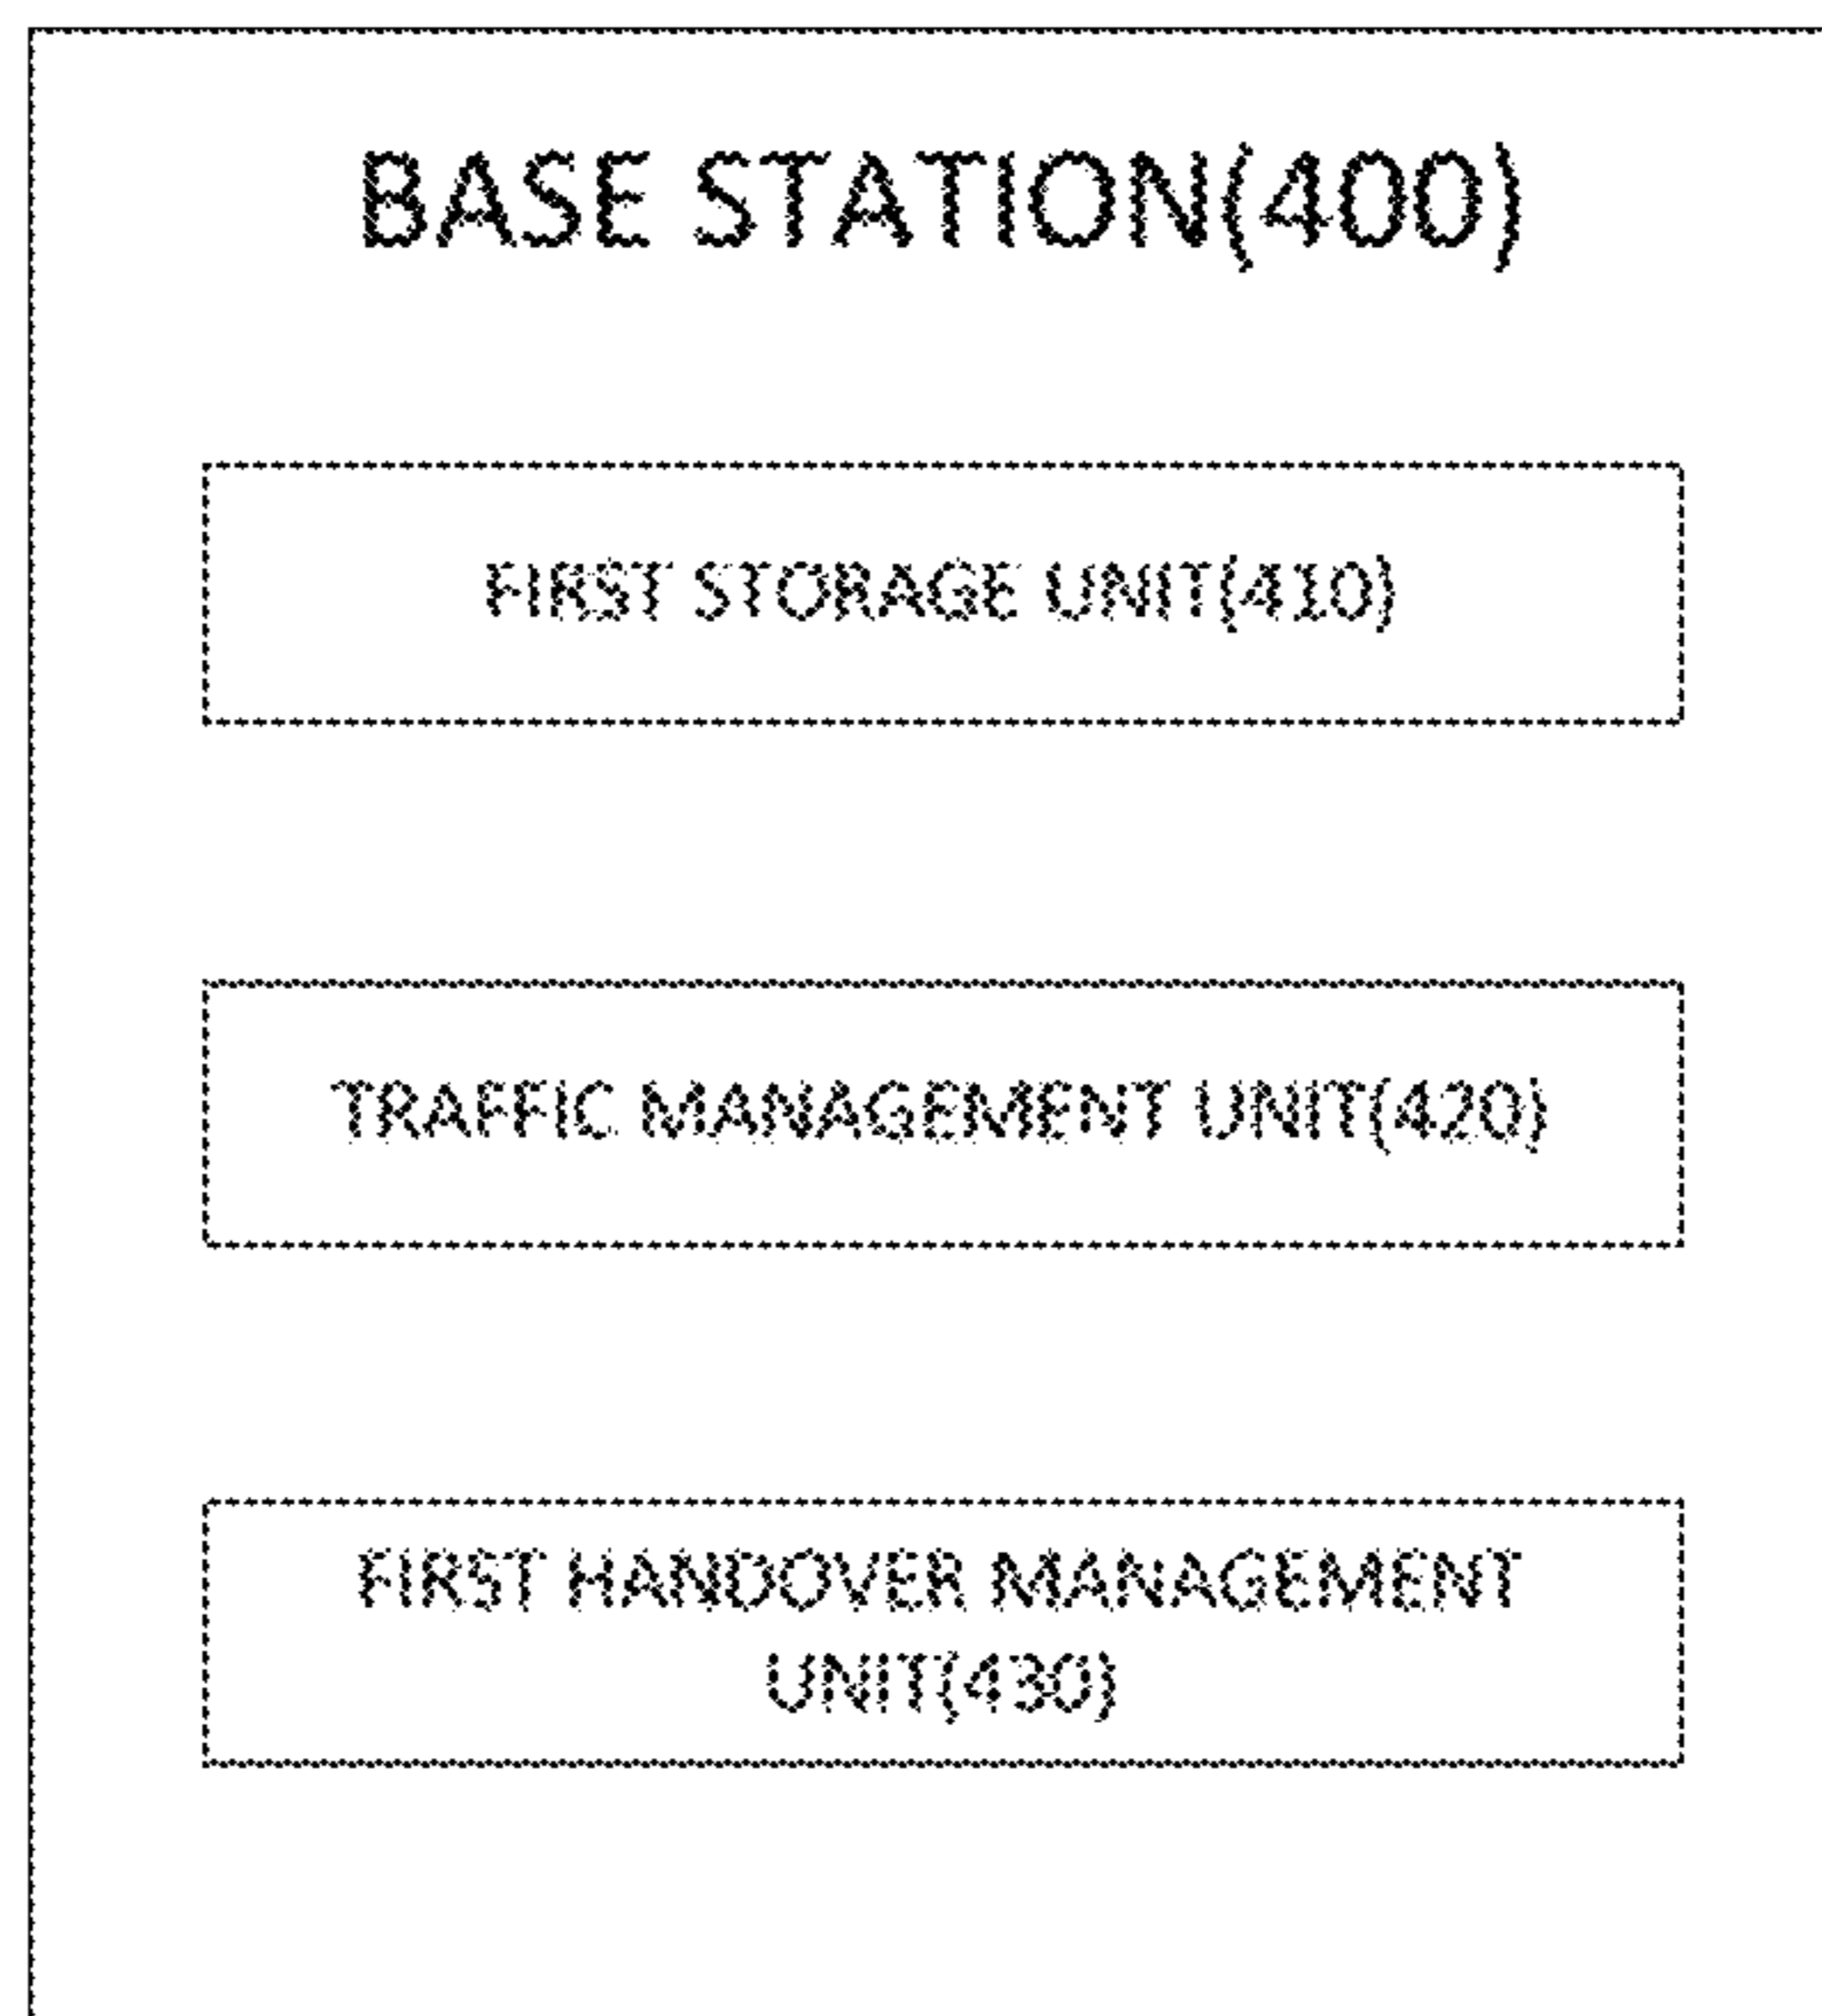 BASE STATION(400)
FIRST STORAGE UNIT(410)
TRAFFIC MANAGEMENT UNIT(420)
FIRST HANDOVER MANAGEMENT
UNIT(430)